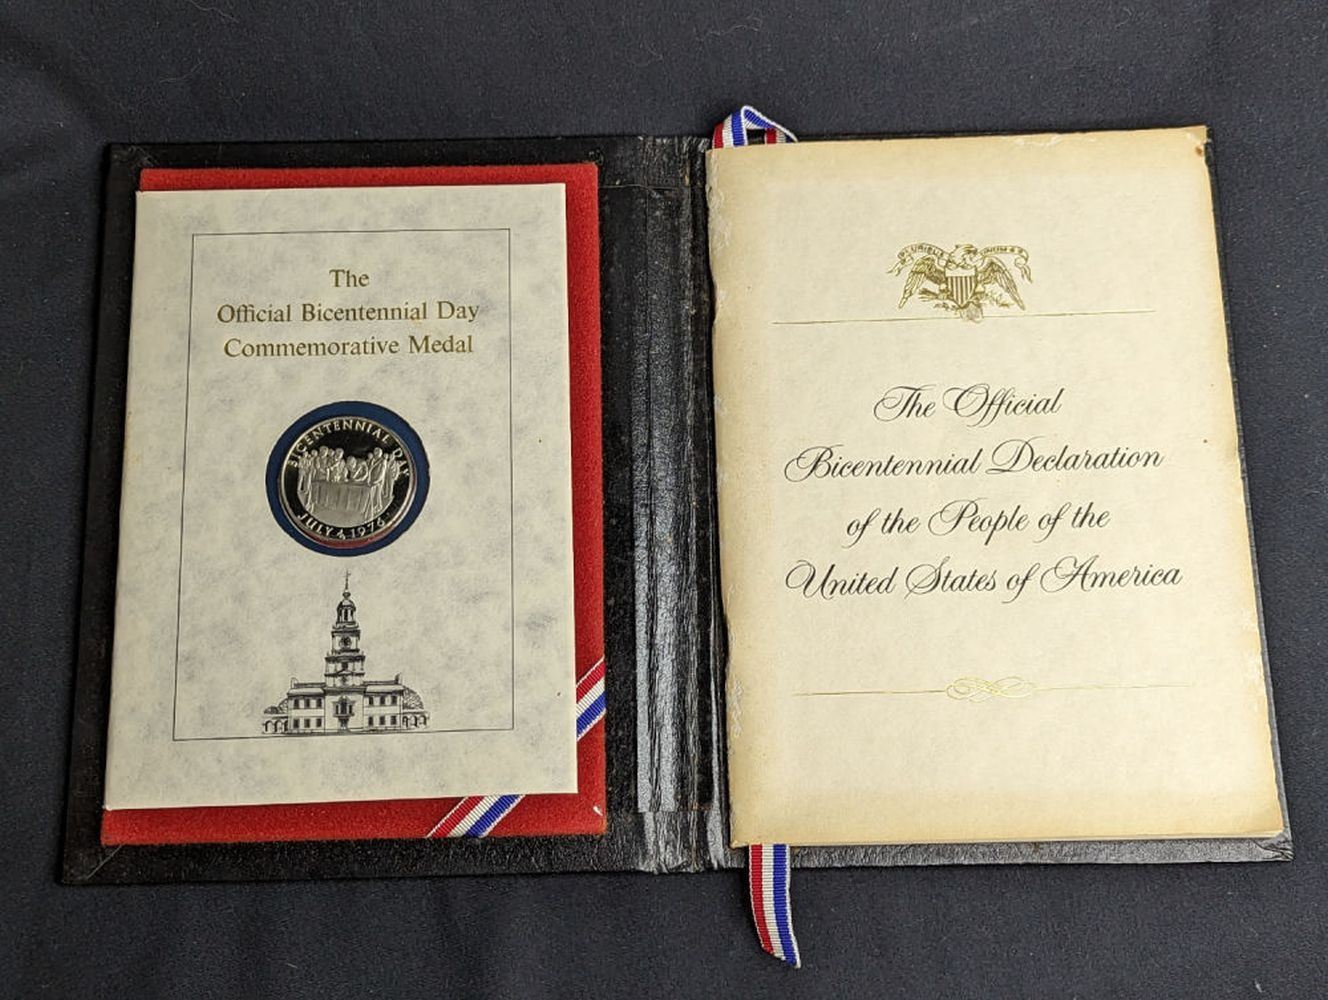 The
Official Bicentennial Day
Commemorative Medal
BICENTENNIAL DAY
JULY 4, 1976
The Official
Bicentennial Declaration
of the People of the
United States of America